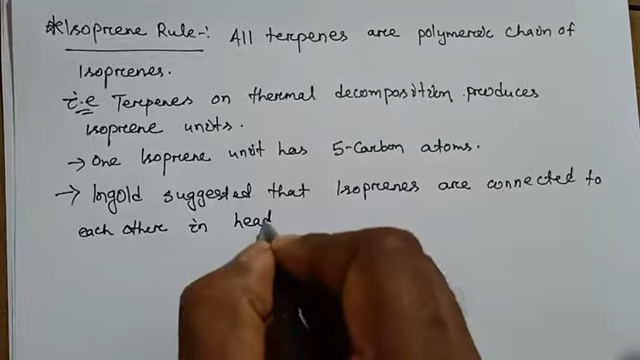 *Isoprene Rule-: All terpenes are polymeric chain of
Isoprenes.
i.e Terpenes on thermal decomposition produces
isoprene units.
→ One Isoprene unit has 5-Carbon atoms.
→ Ingold suggested that Isoprenes are connected to
each other in head